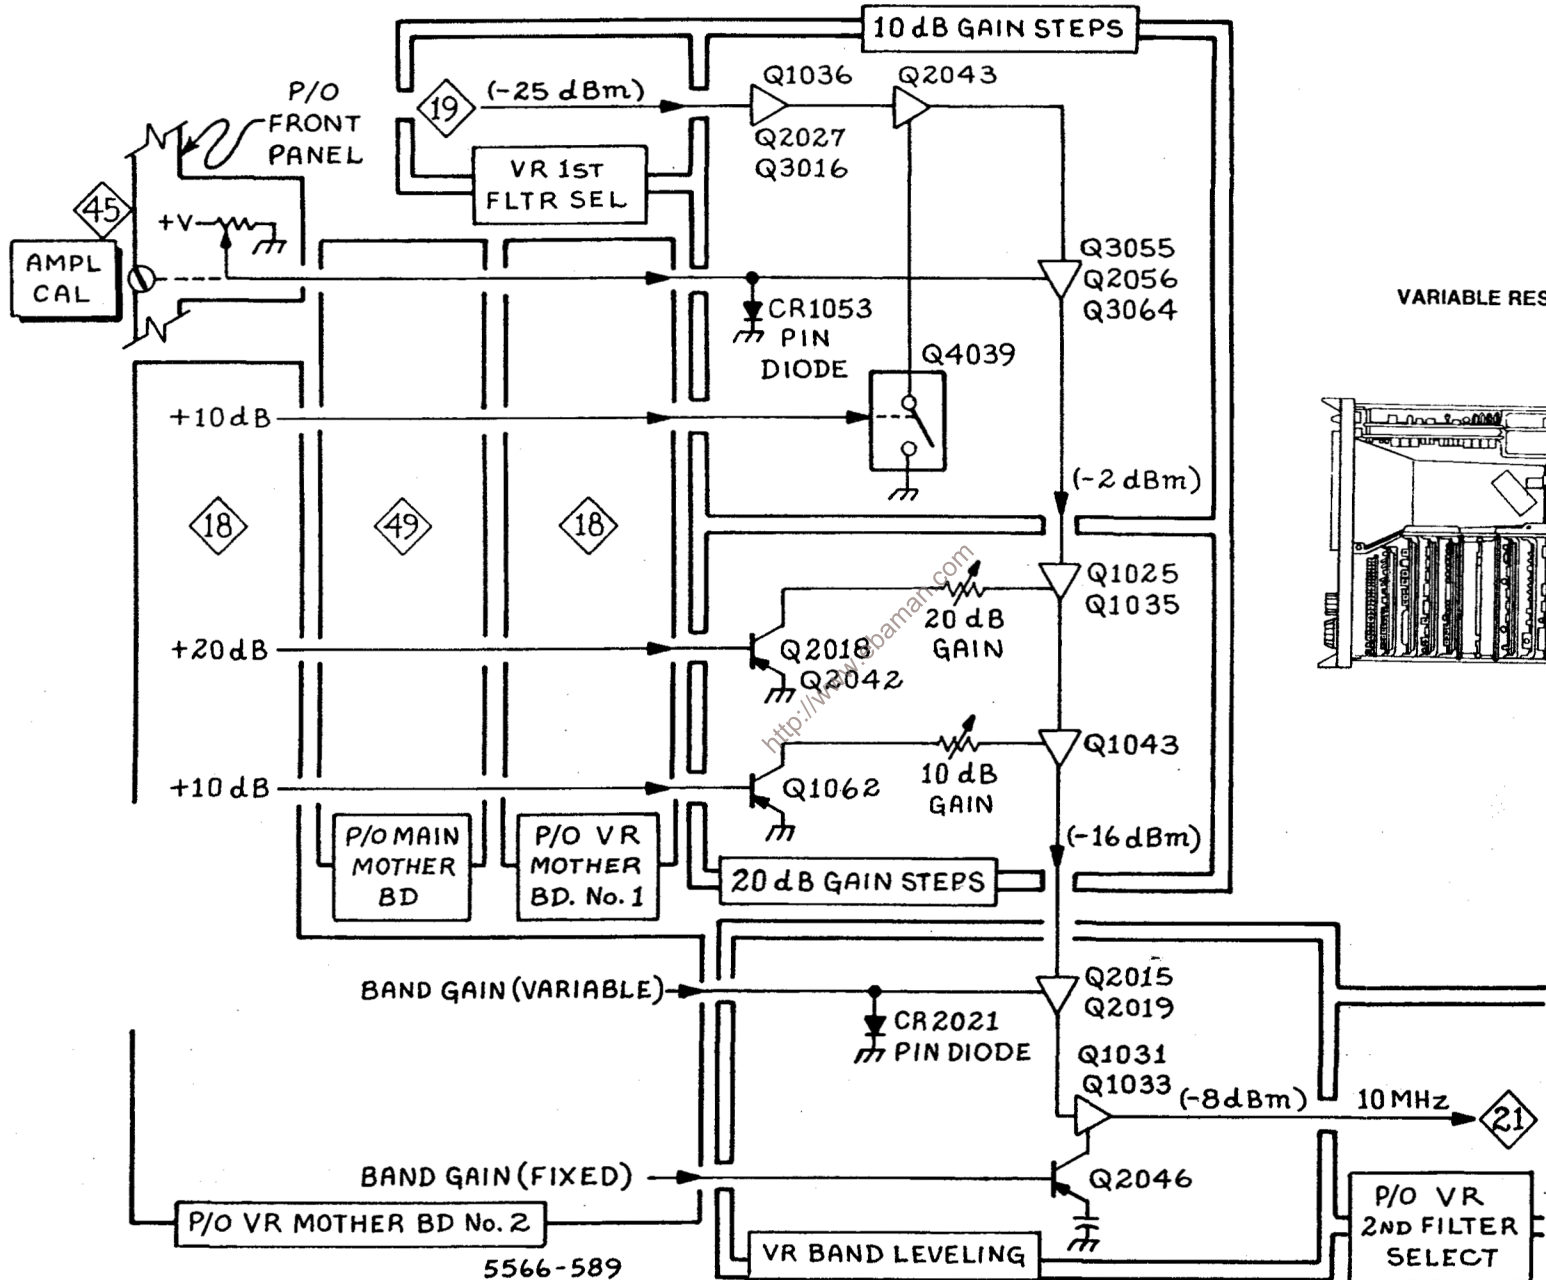 10 dB GAIN STEPS
19
(-25 dBm)
Q1036
Q2043
Q2027
Q3016
P/O
FRONT
PANEL
VR 1ST
FLTR SEL
45
+V
AMPL
CAL
Q3055
Q2056
Q3064
CR1053
PIN
DIODE
Q4039
VARIABLE RES
+10 dB
18
49
18
(-2 dBm)
Q1025
Q1035
20 dB
GAIN
+20 dB
Q2018
Q2042
http://www.ebaman.com
Q1043
10 dB
GAIN
+10 dB
Q1062
P/O MAIN
MOTHER
BD
P/O VR
MOTHER
BD. No. 1
(-16 dBm)
20 dB GAIN STEPS
BAND GAIN (VARIABLE)
Q2015
Q2019
CR2021
PIN DIODE
Q1031
Q1033
(-8 dBm)
10 MHz
21
BAND GAIN (FIXED)
Q2046
P/O VR MOTHER BD No. 2
5566-589
VR BAND LEVELING
P/O VR
2ND FILTER
SELECT